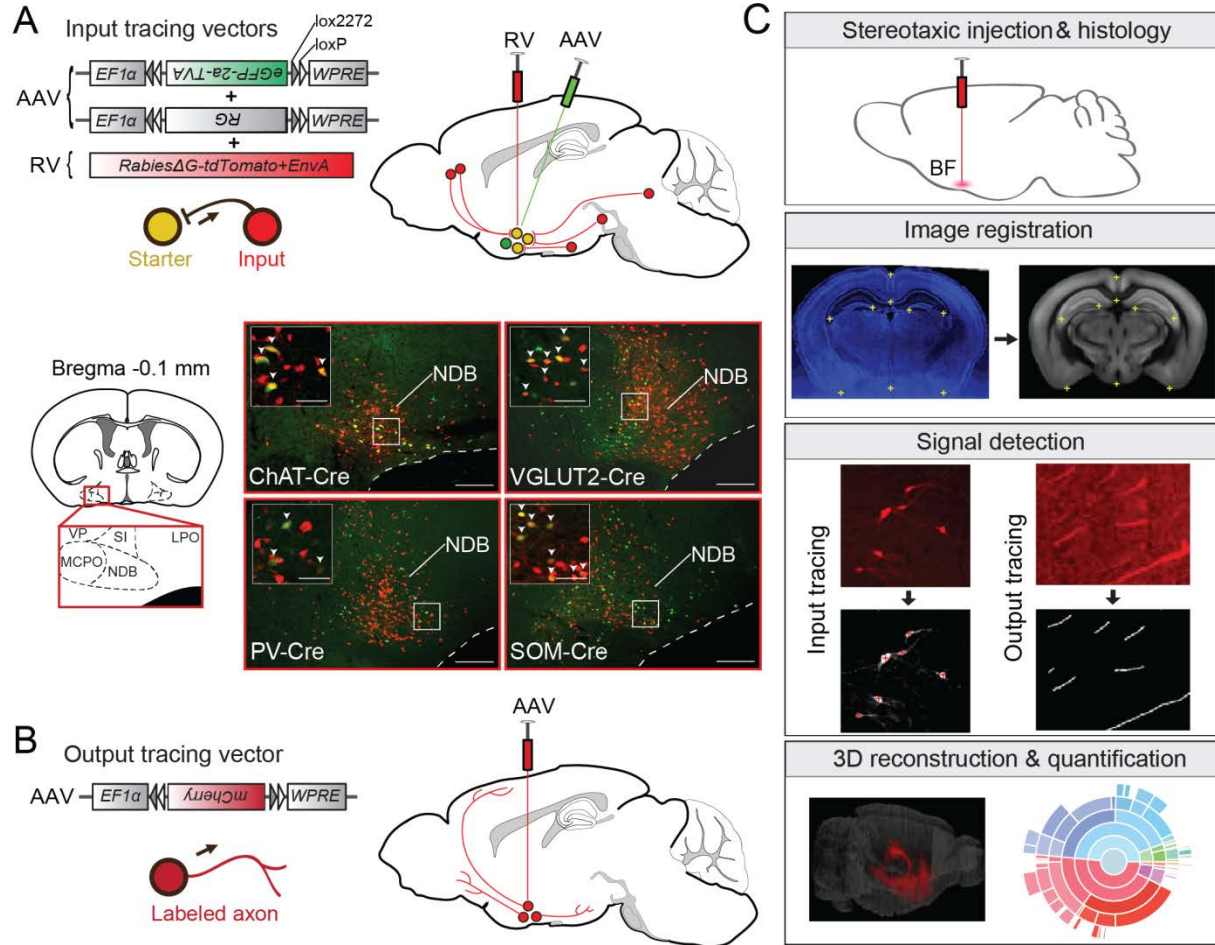 A
Input tracing vectors
lox2272
loxP
AAV
EF1α
eGFP-2a-TVA
WPRE
+
EF1α
RG
WPRE
+
RV
RabiesΔG-tdTomato+EnvA
Starter
Input
RV
AAV
Bregma -0.1 mm
VP
SI
LPO
MCPO
NDB
NDB
ChAT-Cre
NDB
VGLUT2-Cre
NDB
PV-Cre
NDB
SOM-Cre
B
Output tracing vector
AAV
EF1α
mCherry
WPRE
Labeled axon
AAV
C
Stereotaxic injection & histology
BF
Image registration
Signal detection
Input tracing
Output tracing
3D reconstruction & quantification